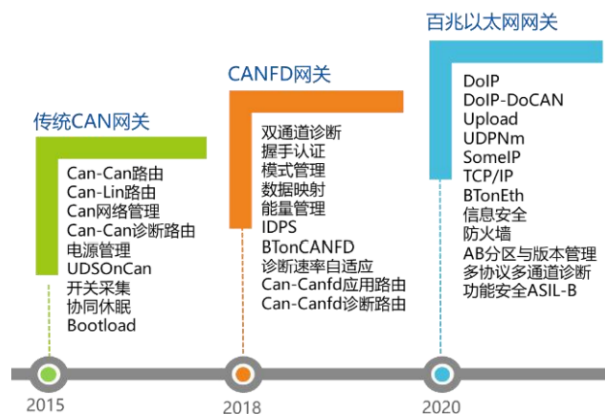 传统CAN网关
Can-Can路由
Can-Lin路由
Can网络管理
Can-Can诊断路由
电源管理
UDSOnCan
开关采集
协同休眠
Bootload
2015
CANFD网关
双通道诊断
握手认证
模式管理
数据映射
能量管理
IDPS
BTonCANFD
诊断速率自适应
Can-Canfd应用路由
Can-Canfd诊断路由
2018
百兆以太网网关
DoIP
DoIP-DoCAN
Upload
UDPNm
SomeIP
TCP/IP
BTonEth
信息安全
防火墙
AB分区与版本管理
多协议多通道诊断
功能安全ASIL-B
2020